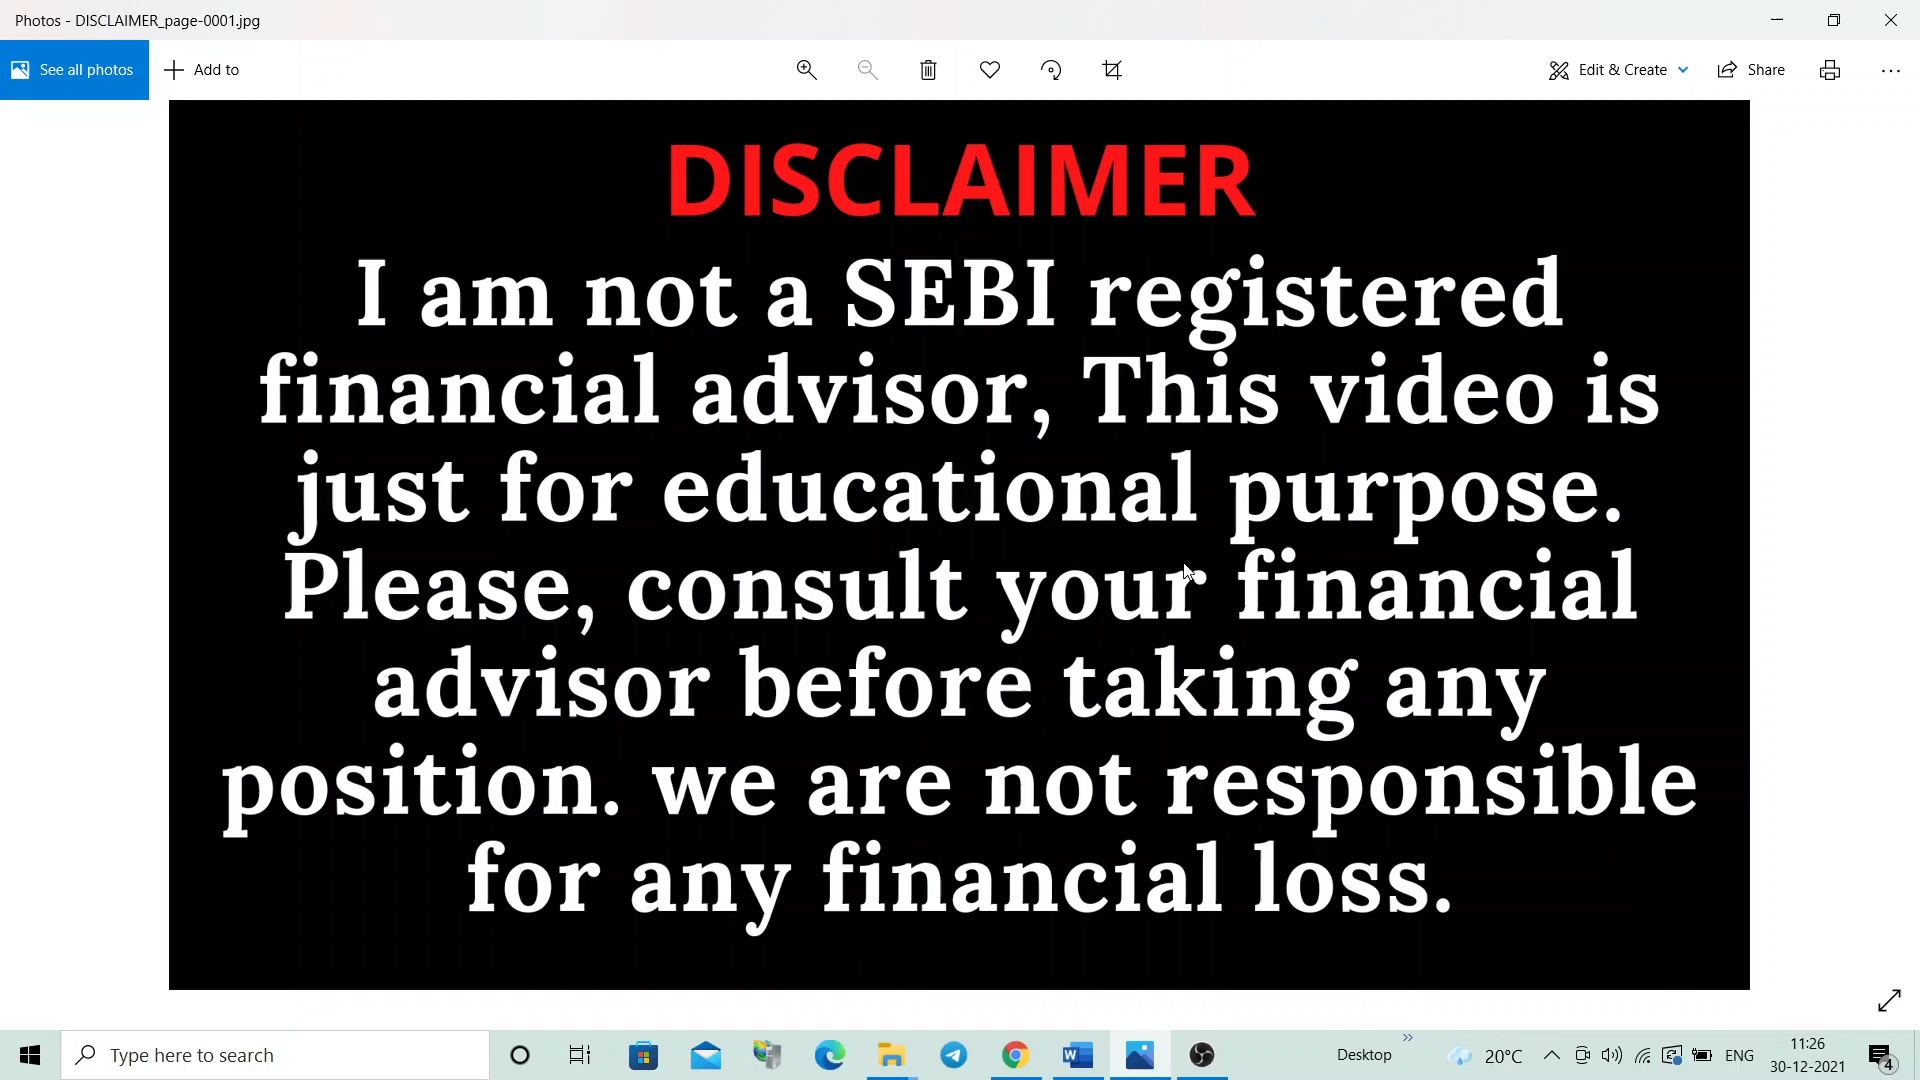 Photos - DISCLAIMER_page-0001.jpg
See all photos
Add to
Edit & Create
Share
DISCLAIMER
I am not a SEBI registered
financial advisor, This video is
just for educational purpose.
Please, consult your financial
advisor before taking any
position. we are not responsible
for any financial loss.
Type here to search
Desktop
20°C
ENG
11:26
30-12-2021
4